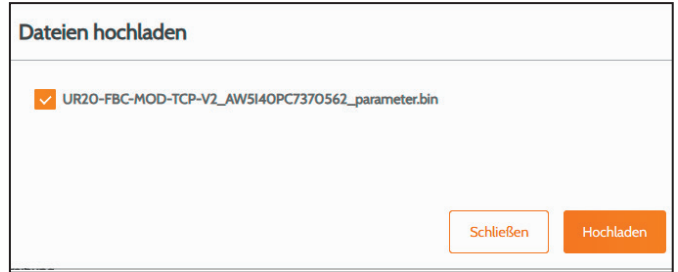 Dateien hochladen
UR20-FBC-MOD-TCP-V2_AW5I40PC7370562_parameter.bin
Schließen Hochladen